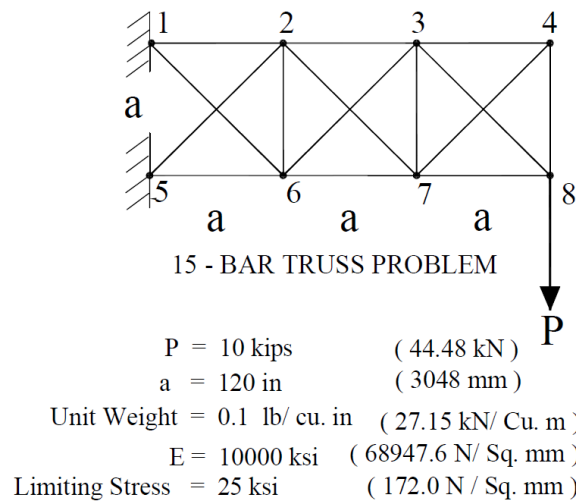 1 2 3 4
a
5 6 7 8
a a a
15 - BAR TRUSS PROBLEM
P
P = 10 kips ( 44.48 kN )
a = 120 in ( 3048 mm )
Unit Weight = 0.1 lb/ cu. in ( 27.15 kN/ Cu. m )
E = 10000 ksi ( 68947.6 N/ Sq. mm )
Limiting Stress = 25 ksi ( 172.0 N / Sq. mm )